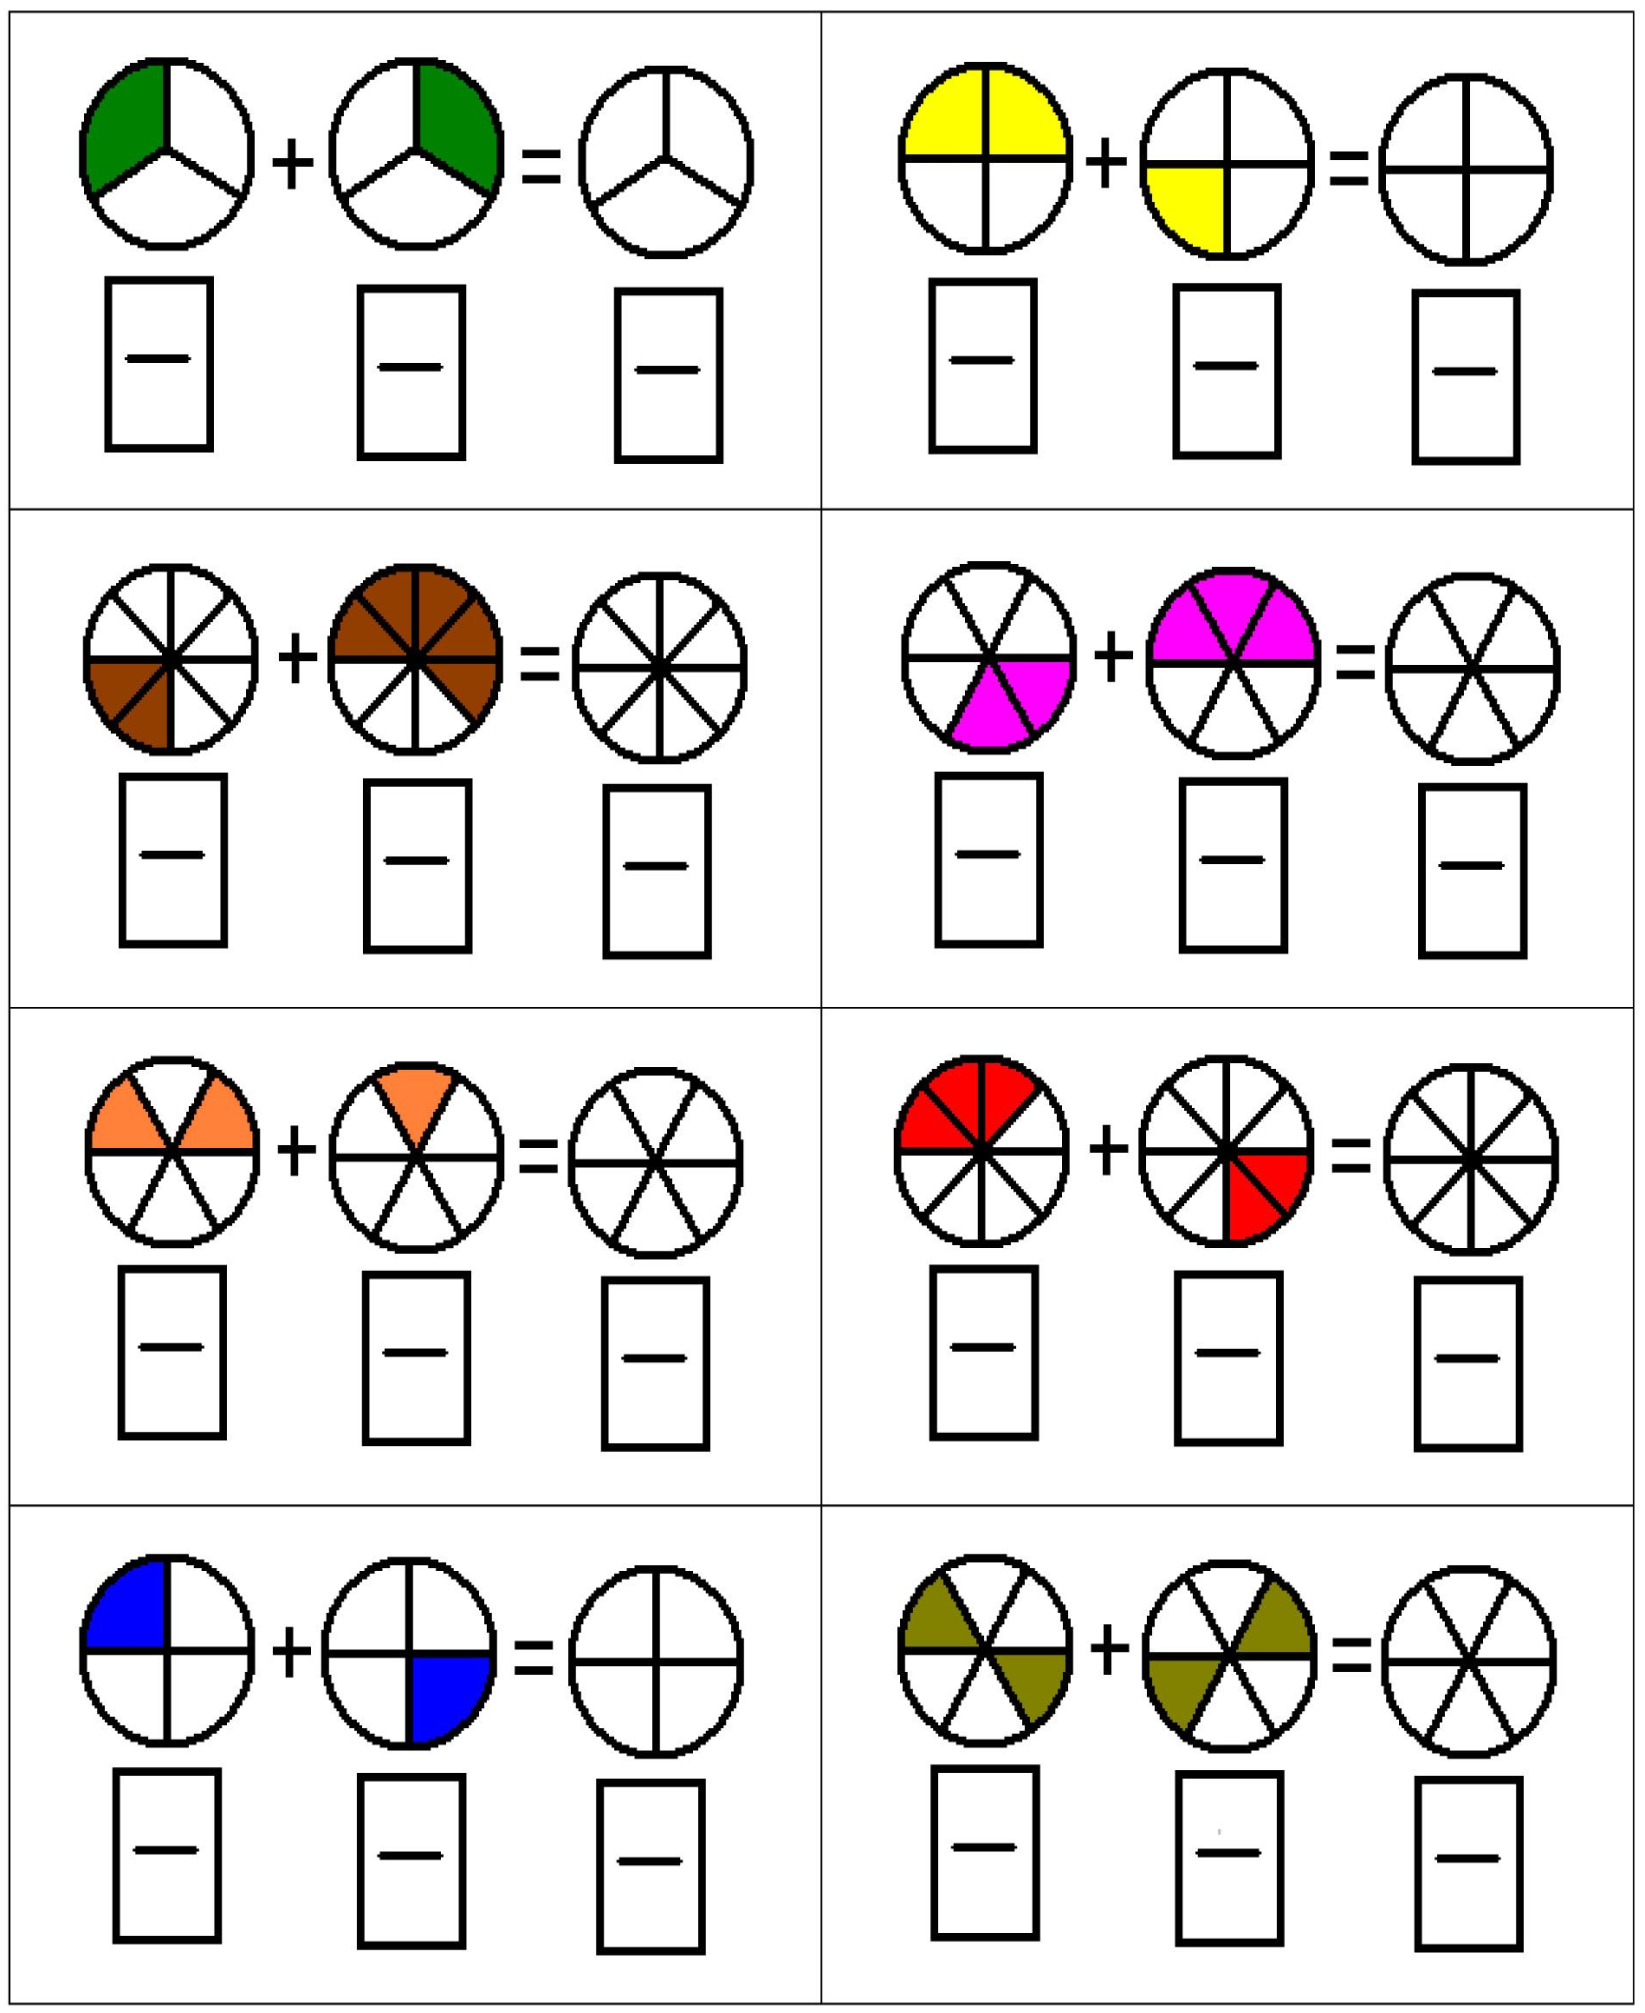 + = + =
+ = + =
+ = + =
+ = + =